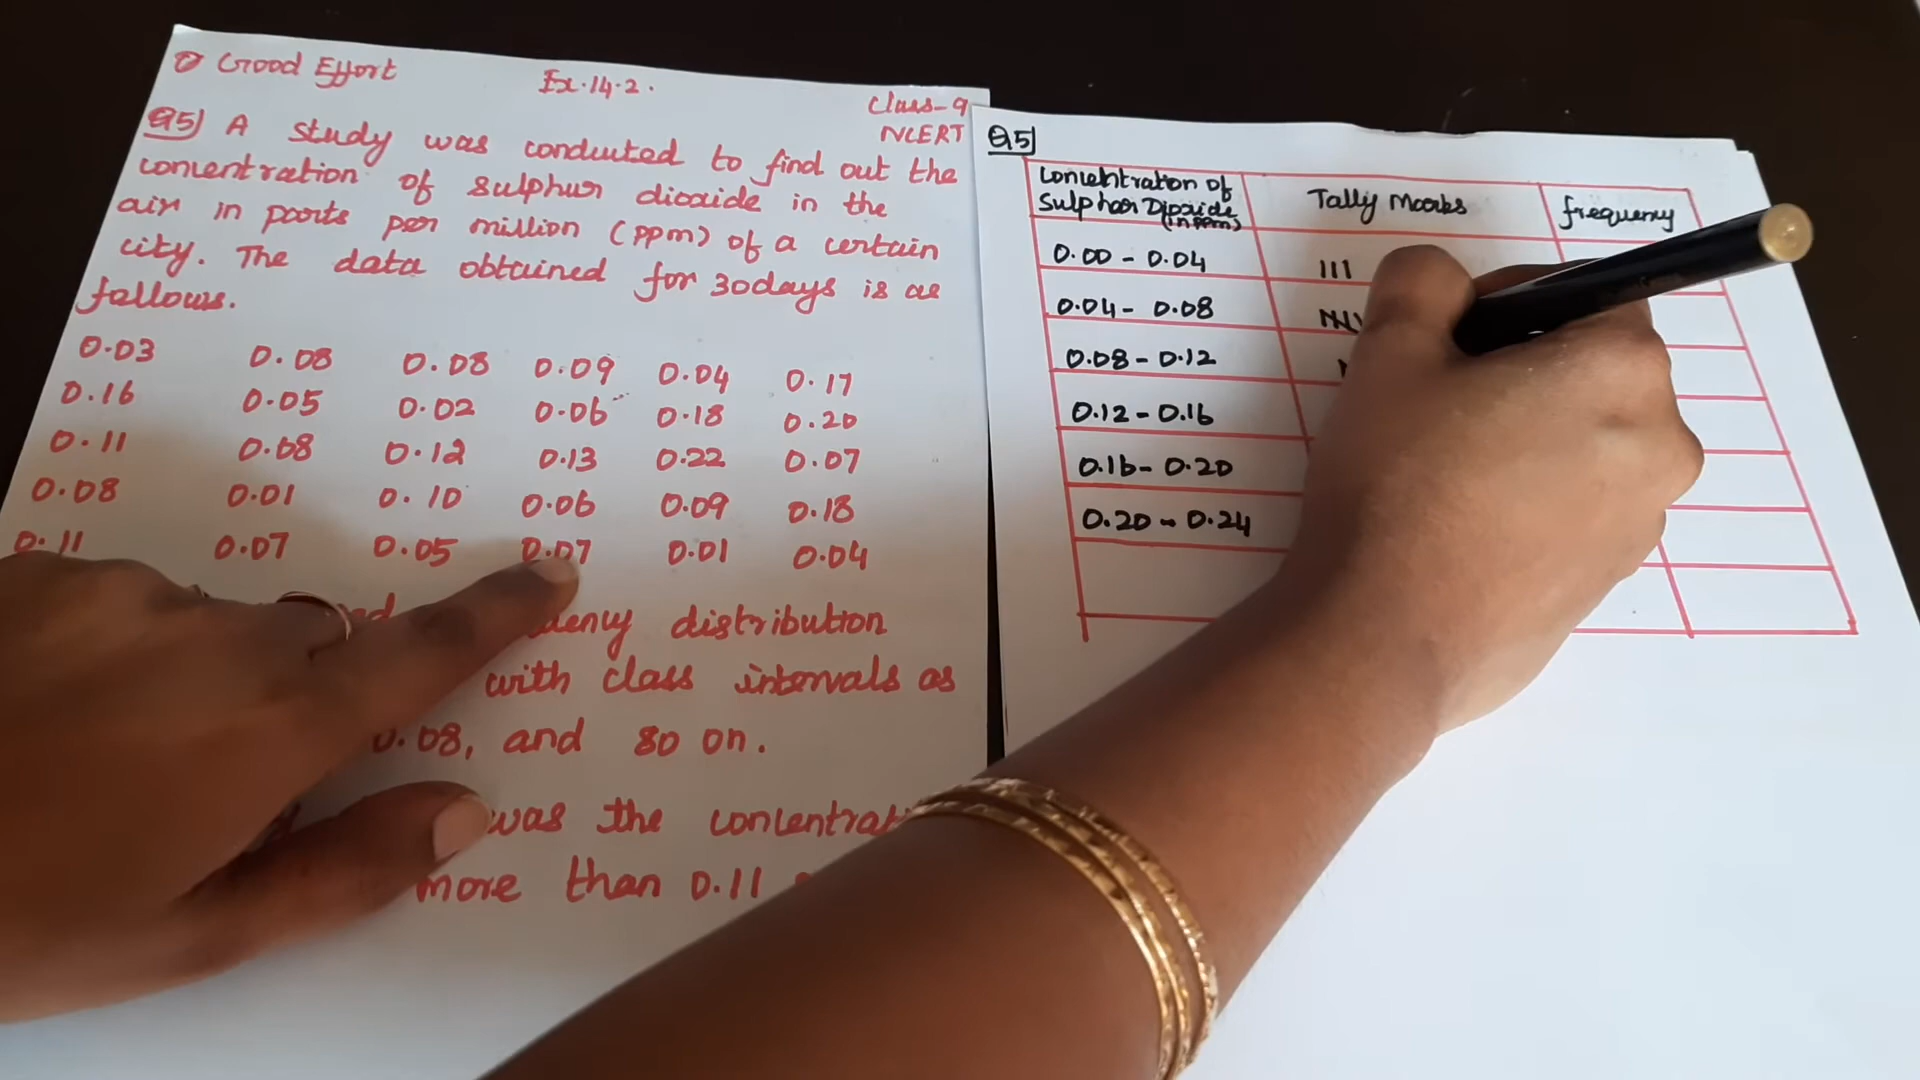 Good Effort
Ex.14.2.
Class-9
NCERT
Q5) A study was conducted to find out the
concentration of sulphur dioxide in the
air in parts per million (ppm) of a certain
city. The data obtained for 30days is as
follows.
0.03 0.08 0.08 0.09 0.04 0.17
0.16 0.05 0.02 0.06 0.18 0.20
0.11 0.08 0.12 0.13 0.22 0.07
0.08 0.01 0.10 0.06 0.09 0.18
0.11 0.07 0.05 0.07 0.01 0.04
distribution
with class intervals as
0.08, and so on.
was the
more than 0.11
Q5]
Concentration of Tally Marks frequency
Sulphur Dioxide
(in ppm)
0.00 - 0.04 |||
0.04 - 0.08
0.08 - 0.12
0.12 - 0.16
0.16 - 0.20
0.20 - 0.24